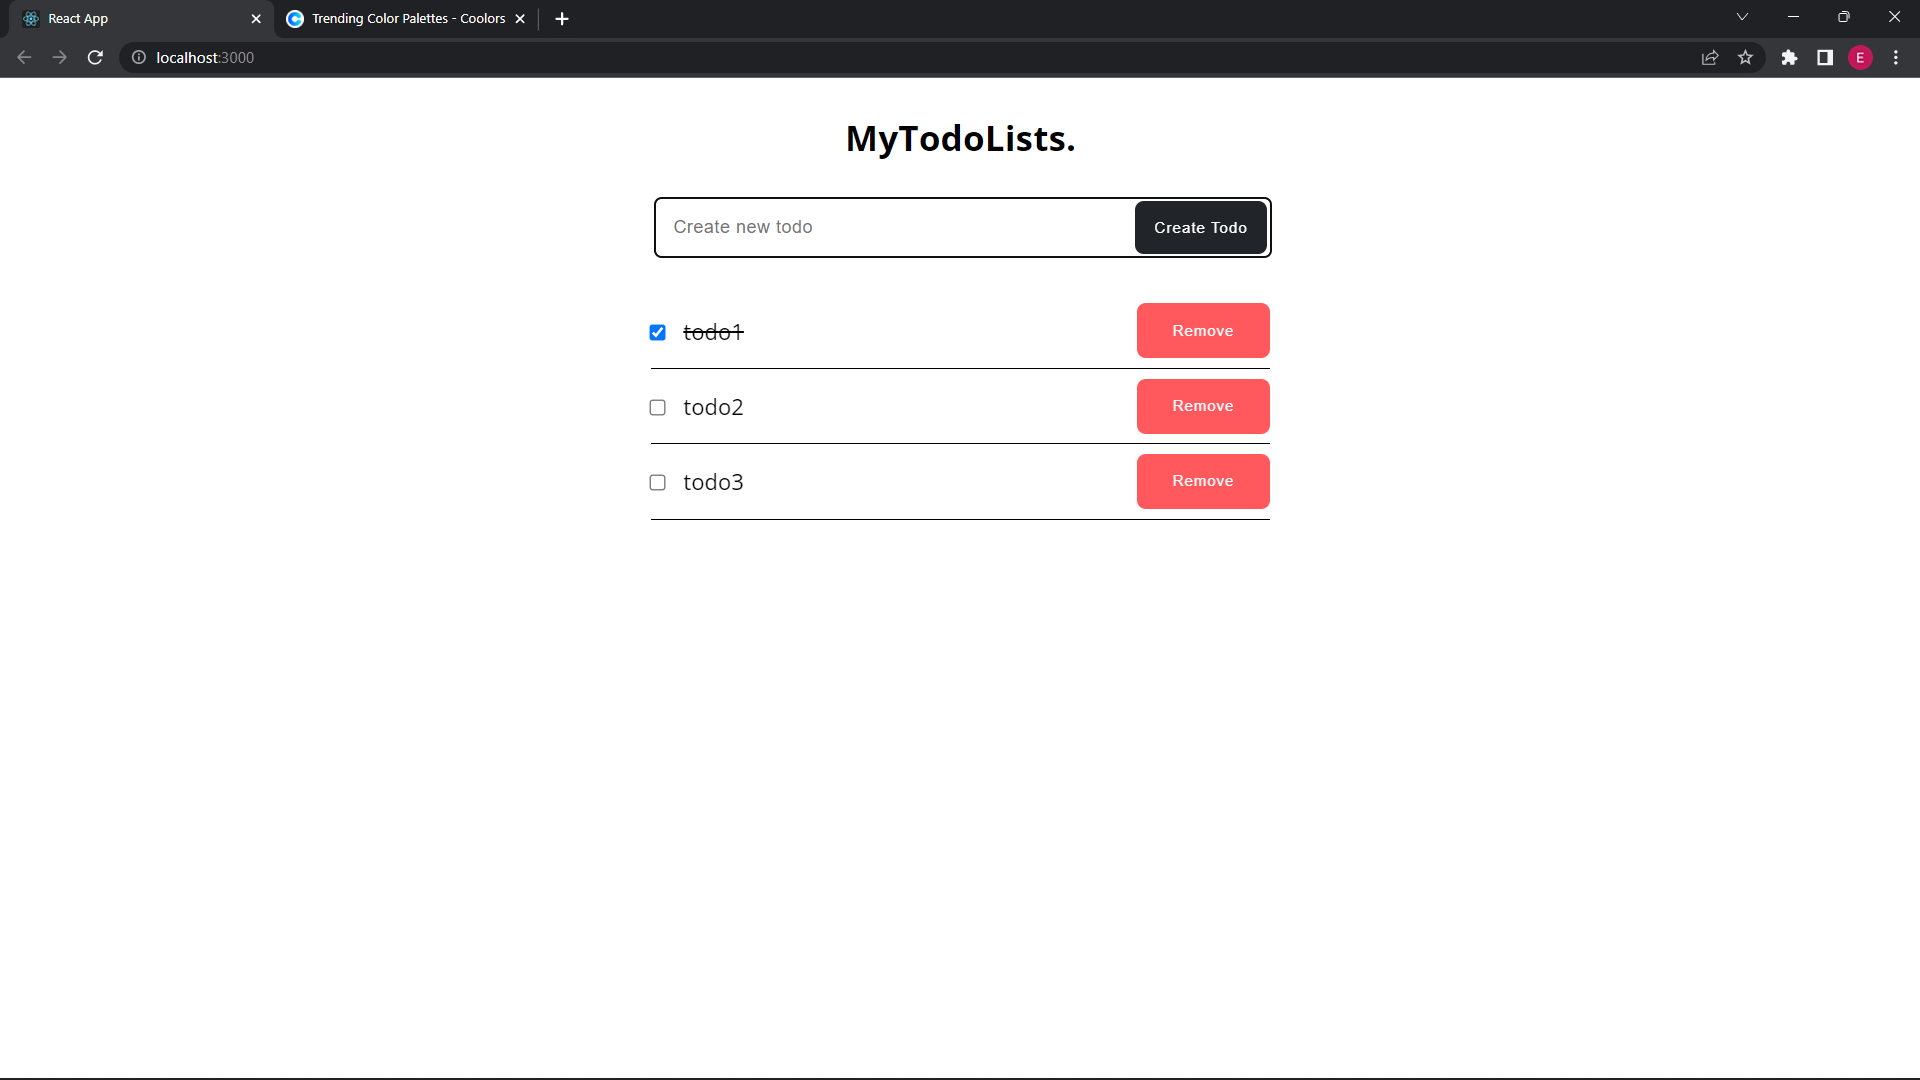 React App
Trending Color Palettes - Coolors
localhost:3000
E
MyTodoLists.
Create new todo
Create Todo
todo1
Remove
todo2
Remove
todo3
Remove